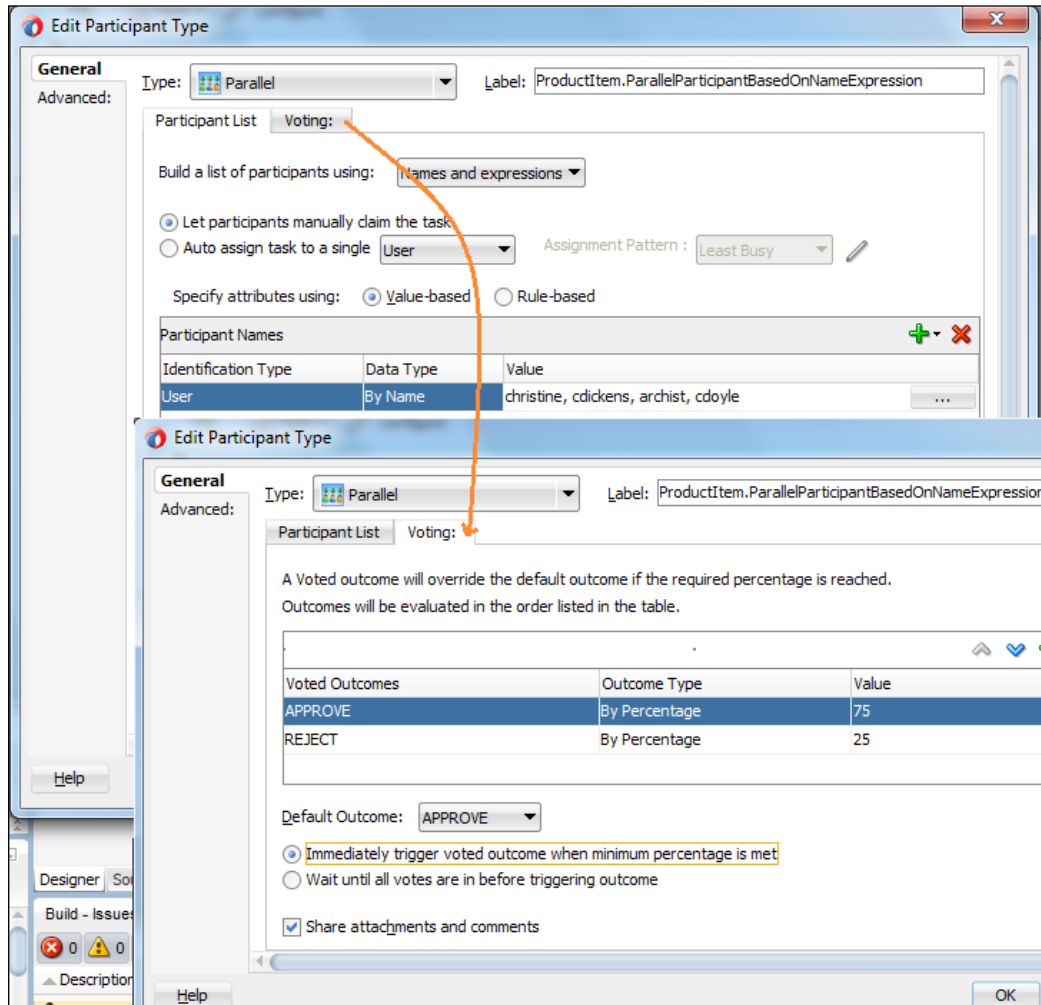 Edit Participant Type
General
Advanced:
Type: Parallel Label: ProductItem.ParallelParticipantBasedOnNameExpression
Participant List Voting:
Build a list of participants using: Names and expressions
Let participants manually claim the task
Auto assign task to a single User Assignment Pattern : Least Busy
Specify attributes using: Value-based Rule-based
Participant Names
Identification Type Data Type Value
User By Name christine, cdickens, archist, cdoyle ...
Help
Edit Participant Type
General
Advanced:
Type: Parallel Label: ProductItem.ParallelParticipantBasedOnNameExpression
Participant List Voting:
A Voted outcome will override the default outcome if the required percentage is reached.
Outcomes will be evaluated in the order listed in the table.
Voted Outcomes Outcome Type Value
APPROVE By Percentage 75
REJECT By Percentage 25
Default Outcome: APPROVE
Immediately trigger voted outcome when minimum percentage is met
Wait until all votes are in before triggering outcome
Share attachments and comments
Help OK
Designer Sou
Build - Issues
0 0
Description